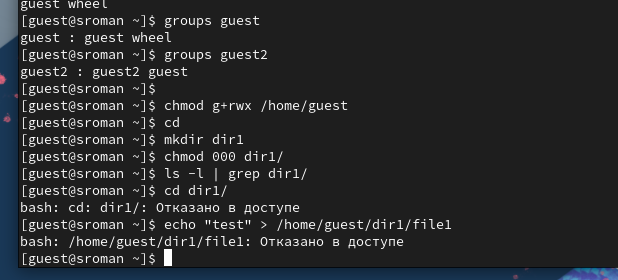 guest wheel
[guest@sroman ~]$ groups guest
guest : guest wheel
[guest@sroman ~]$ groups guest2
guest2 : guest2 guest
[guest@sroman ~]$
[guest@sroman ~]$ chmod g+rwx /home/guest
[guest@sroman ~]$ cd
[guest@sroman ~]$ mkdir dir1
[guest@sroman ~]$ chmod 000 dir1/
[guest@sroman ~]$ ls -l | grep dir1/
[guest@sroman ~]$ cd dir1/
bash: cd: dir1/: Отказано в доступе
[guest@sroman ~]$ echo "test" > /home/guest/dir1/file1
bash: /home/guest/dir1/file1: Отказано в доступе
[guest@sroman ~]$